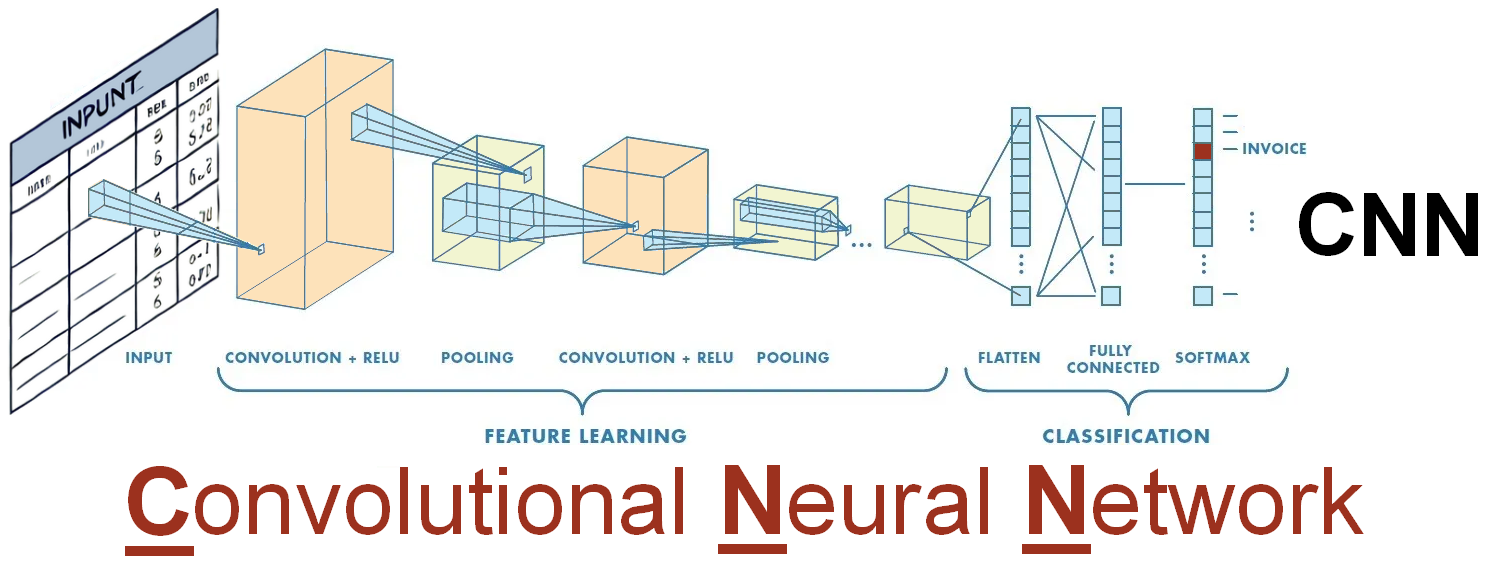 INPUNT
INVOICE
CNN
INPUT
CONVOLUTION + RELU
POOLING
CONVOLUTION + RELU
POOLING
FLATTEN
FULLY
CONNECTED
SOFTMAX
FEATURE LEARNING
CLASSIFICATION
Convolutional Neural Network